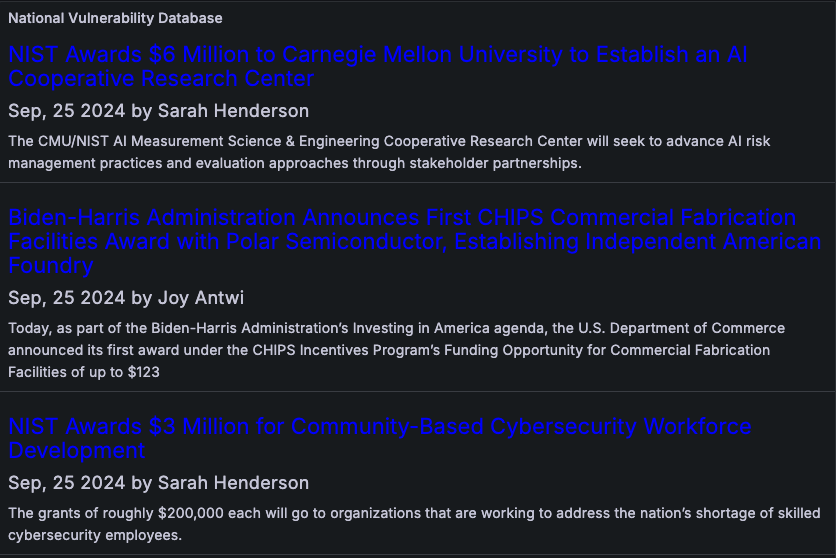 National Vulnerability Database
NIST Awards $6 Million to Carnegie Mellon University to Establish an AI
Cooperative Research Center
Sep, 25 2024 by Sarah Henderson
The CMU/NIST AI Measurement Science & Engineering Cooperative Research Center will seek to advance AI risk
management practices and evaluation approaches through stakeholder partnerships.
Biden-Harris Administration Announces First CHIPS Commercial Fabrication
Facilities Award with Polar Semiconductor, Establishing Independent American
Foundry
Sep, 25 2024 by Joy Antwi
Today, as part of the Biden-Harris Administration’s Investing in America agenda, the U.S. Department of Commerce
announced its first award under the CHIPS Incentives Program’s Funding Opportunity for Commercial Fabrication
Facilities of up to $123
NIST Awards $3 Million for Community-Based Cybersecurity Workforce
Development
Sep, 25 2024 by Sarah Henderson
The grants of roughly $200,000 each will go to organizations that are working to address the nation’s shortage of skilled
cybersecurity employees.